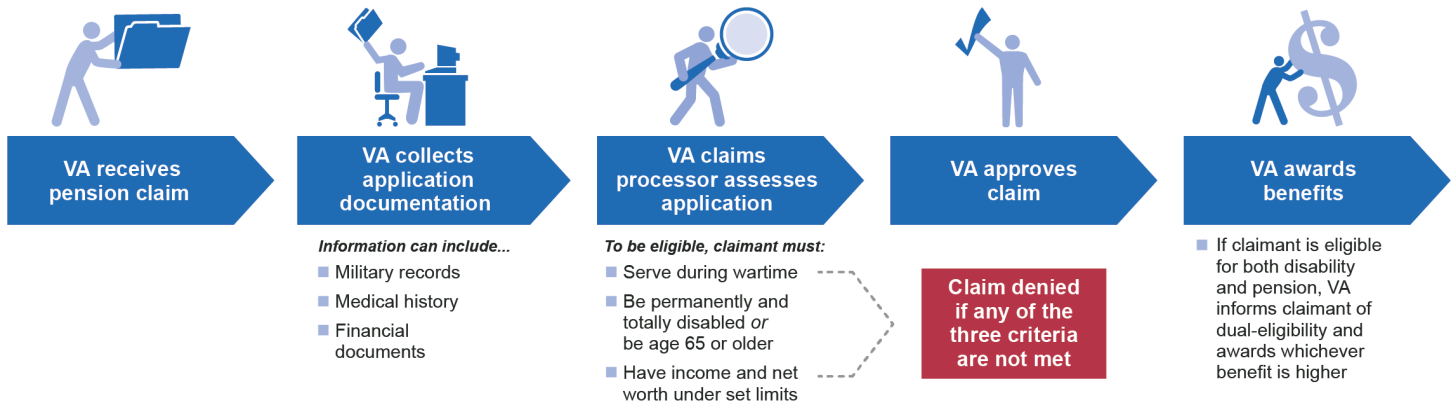 VA receives
pension claim
VA collects
application
documentation
Information can include...
Military records
Medical history
Financial
documents
VA claims
processor assesses
application
To be eligible, claimant must:
Serve during wartime
Be permanently and
totally disabled or
be age 65 or older
Have income and net
worth under set limits
VA approves
claim
Claim denied
if any of the
three criteria
are not met
VA awards
benefits
If claimant is eligible
for both disability
and pension, VA
informs claimant of
dual-eligibility and
awards whichever
benefit is higher